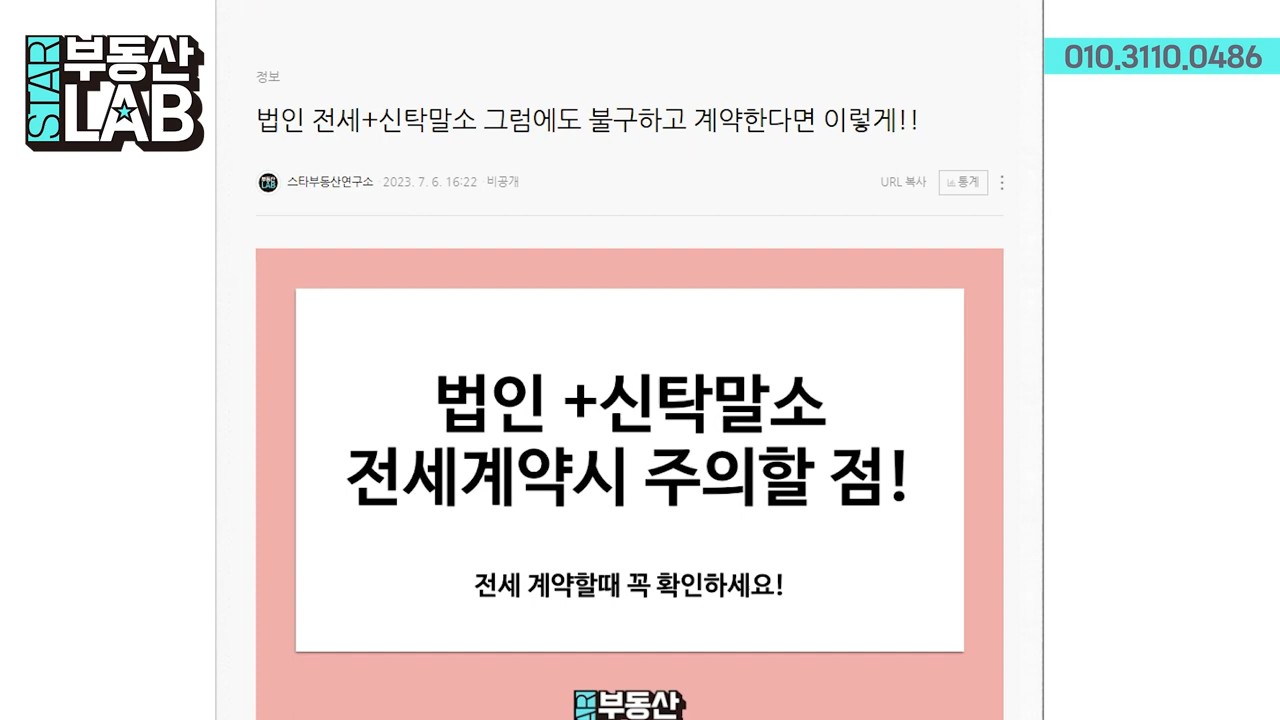 STAR 부동산
LAB
010.3110.0486
정보
법인 전세+신탁말소 그럼에도 불구하고 계약한다면 이렇게!!
부동산
LAB
스타부동산연구소 2023. 7. 6. 16:22 비공개
URL 복사 통계
법인 +신탁말소
전세계약시 주의할 점!
전세 계약할때 꼭 확인하세요!
부동산